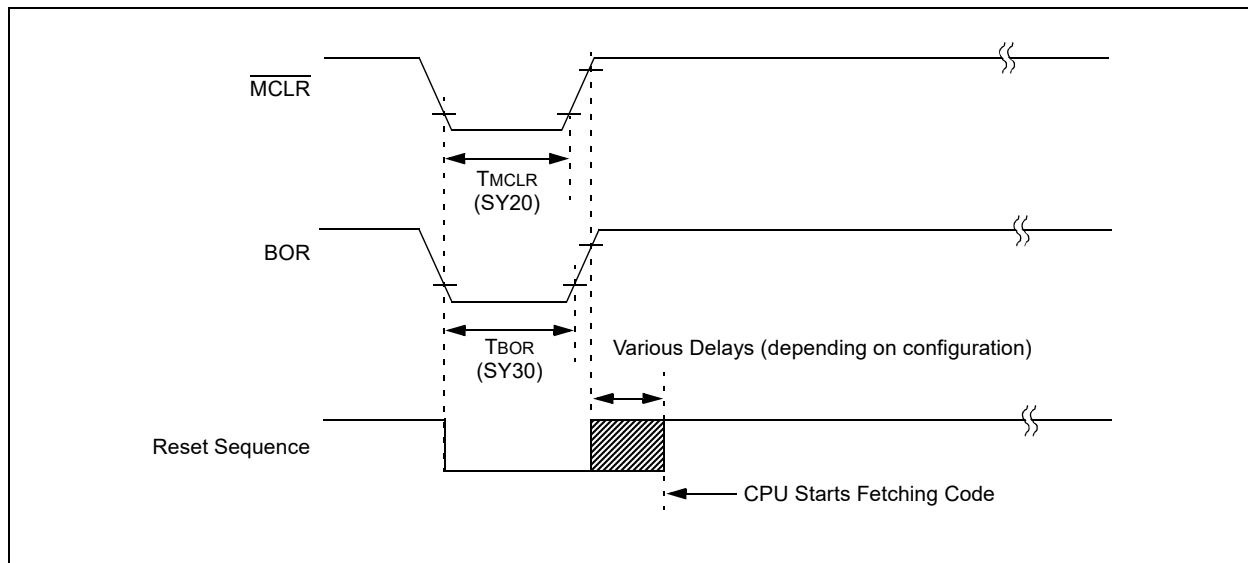 MCLR
TMCLR
(SY20)
BOR
TBOR
(SY30)
Various Delays (depending on configuration)
Reset Sequence
CPU Starts Fetching Code